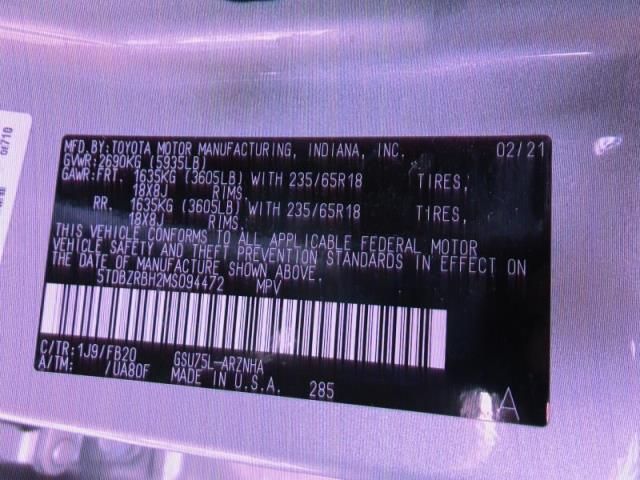 MFD.BY:TOYOTA MOTOR MANUFACTURING, INDIANA, INC. 02/21
GVWR:2690KG (5935LB)
GAWR:FRT. 1635KG (3605LB) WITH 235/65R18 TIRES,
18X8J RIMS,
RR. 1635KG (3605LB) WITH 235/65R18 TIRES,
18X8J RIMS,
THIS VEHICLE CONFORMS TO ALL APPLICABLE FEDERAL MOTOR
VEHICLE SAFETY AND THEFT PREVENTION STANDARDS IN EFFECT ON
THE DATE OF MANUFACTURE SHOWN ABOVE.
5TDBZRBH2MS094472 MPV
C/TR:1J9/FB20 GSU75L-ARZNHA
A/TM: /UA80F MADE IN U.S.A. 285
A